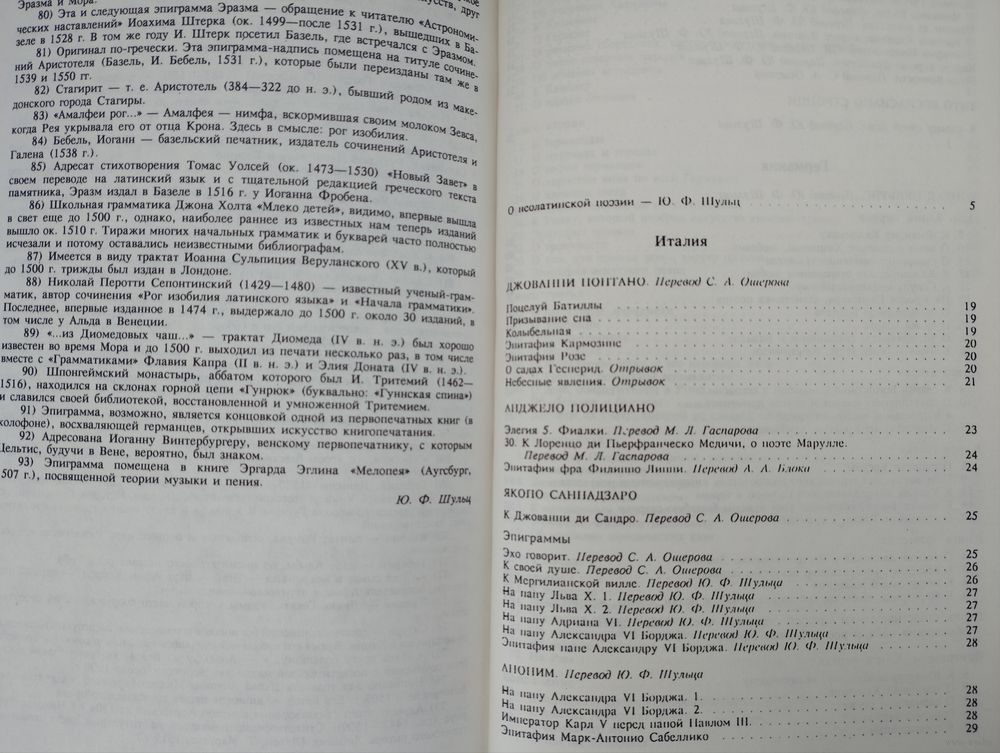 Эразма и Мора.
80) Эта и следующая эпиграмма Эразма — обращение к читателю «Астрономи-
ческих наставлений» Иоахима Штерка (ок. 1499—после 1531 г.), вышедших в Ба-
зеле в 1528 г. В том же году И. Штерк посетил Базель, где встречался с Эразмом.
81) Оригинал по-гречески. Эта эпиграмма-надпись помещена на титуле сочине-
ний Аристотеля (Базель, И. Бебель, 1531 г.), которые были переизданы там же в
1539 и 1550 гг.
82) Стагирит — т. е. Аристотель (384—322 до н. э.), бывший родом из маке-
донского города Стагиры.
83) «Амалфеи рог...» — Амалфея — нимфа, вскормившая своим молоком Зевса,
когда Рея укрывала его от отца Крона. Здесь в смысле: рог изобилия.
84) Бебель, Иоганн — базельский печатник, издатель сочинений Аристотеля и
Галена (1538 г.).
85) Адресат стихотворения Томас Уолсей (ок. 1473—1530) «Новый Завет» в
своем переводе на латинский язык и с тщательной редакцией греческого текста
памятника, Эразм издал в Базеле в 1516 г. у Иоганна Фробена.
86) Школьная грамматика Джона Холта «Млеко детей», видимо, впервые вышла
в свет еще до 1500 г., однако, наиболее раннее из известных нам теперь изданий
вышло ок. 1510 г. Тиражи многих начальных грамматик и букварей часто полностью
исчезали и потому оставались неизвестными библиографам.
87) Имеется в виду трактат Иоанна Сульпиция Веруланского (XV в.), который
до 1500 г. трижды был издан в Лондоне.
88) Николай Перотти Сепонтинский (1429—1480) — известный ученый-грам-
матик, автор сочинения «Рог изобилия латинского языка» и «Начала грамматики».
Последнее, впервые изданное в 1474 г., выдержало до 1500 г. около 30 изданий, в
том числе у Альда в Венеции.
89) «...из Диомедовых чаш...» — трактат Диомеда (IV в. н. э.) был хорошо
известен во время Мора и до 1500 г. выходил из печати несколько раз, в том числе
вместе с «Грамматиками» Флавия Капра (II в. н. э.) и Элия Доната (IV в. н. э.).
90) Шпонгеймский монастырь, аббатом которого был И. Тритемий (1462—
1516), находился на склонах горной цепи «Гунрюк» (буквально: «Гуннская спина»)
и славился своей библиотекой, восстановленной и умноженной Тритемием.
91) Эпиграмма, возможно, является концовкой одной из первопечатных книг (в
колофоне), восхваляющей германцев, открывших искусство книгопечатания.
92) Адресована Иоганну Винтербургеру, венскому первопечатнику, с которым
Цельтис, будучи в Вене, вероятно, был знаком.
93) Эпиграмма помещена в книге Эргарда Эглина «Мелопея» (Аугсбург,
507 г.), посвященной теории музыки и пения.
Ю. Ф. Шульц
О неолатинской поэзии — Ю. Ф. Шульц 5
Италия
ДЖОВАННИ ПОНТАНО. Перевод С. А. Ошерова
Поцелуй Батиллы 19
Призывание сна 19
Колыбельная 19
Эпитафия Кармозине 20
Эпитафия Розе 20
О садах Гесперид. Отрывок 20
Небесные явления. Отрывок 21
АНДЖЕЛО ПОЛИЦИАНО
Элегия 5. Фиалки. Перевод М. Л. Гаспарова 23
30. К Лоренцо ди Пьерфранческо Медичи, о поэте Марулле.
Перевод М. Л. Гаспарова 24
Эпитафия фра Филиппо Липпи. Перевод А. А. Блока 24
ЯКОПО САННАДЗАРО
К Джованни ди Сандро. Перевод С. А. Ошерова 25
Эпиграммы
Эхо говорит. Перевод С. А. Ошерова 25
К своей душе. Перевод С. А. Ошерова 26
К Мергилианской вилле. Перевод Ю. Ф. Шульца 26
На папу Льва X. 1. Перевод Ю. Ф. Шульца 27
На папу Льва X. 2. Перевод Ю. Ф. Шульца 27
На папу Адриана VI. Перевод Ю. Ф. Шульца 27
На папу Александра VI Борджа. Перевод Ю. Ф. Шульца 27
Эпитафия папе Александру VI Борджа. Перевод Ю. Ф. Шульца 28
АНОНИМ. Перевод Ю. Ф. Шульца
На папу Александра VI Борджа. 1. 28
На папу Александра VI Борджа. 2. 28
Император Карл V перед папой Павлом III. 28
Эпитафия Марк-Антонио Сабеллико 29